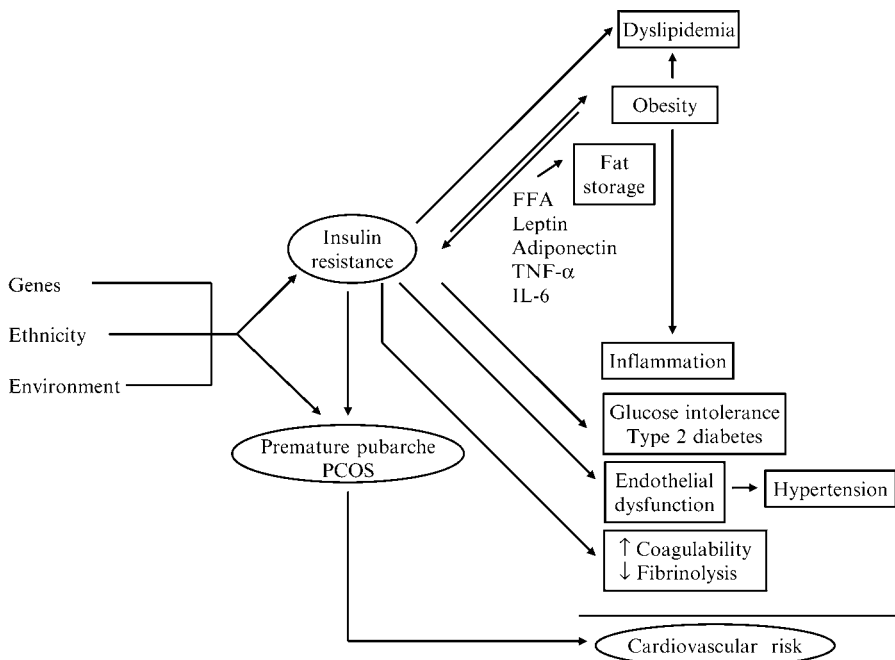 Dyslipidemia
Obesity
Fat
storage
FFA
Leptin
Adiponectin
TNF-α
IL-6
Insulin
resistance
Genes
Ethnicity
Environment
Inflammation
Glucose intolerance
Type 2 diabetes
Premature pubarche
PCOS
Endothelial
dysfunction
Hypertension
↑ Coagulability
↓ Fibrinolysis
Cardiovascular risk